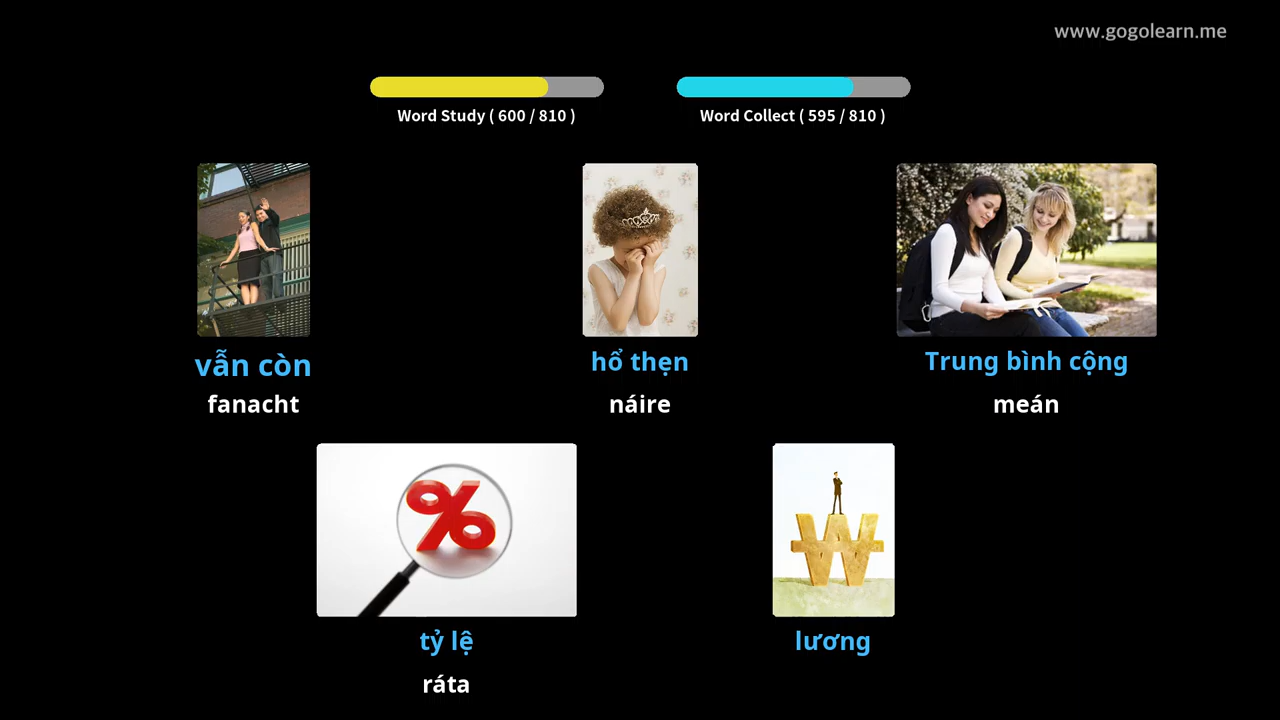 www.gogolearn.me
Word Study ( 600 / 810 )
Word Collect ( 595 / 810 )
vẫn còn
fanacht
hổ thẹn
náire
Trung bình cộng
meán
tỷ lệ
ráta
lương